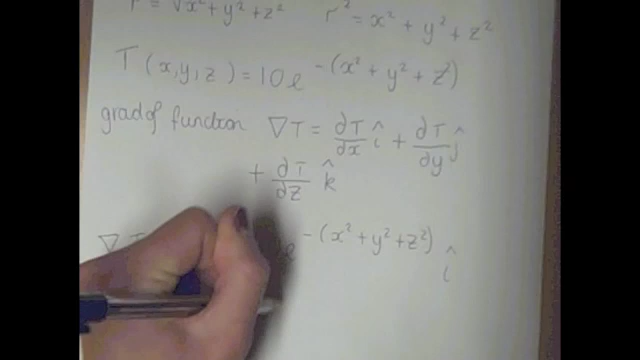 r = √x² + y² + z² r² = x² + y² + z²
T (x,y,z) = 10e^-(x² + y² + z²)
grad of function ∇T = ∂T/∂x î + ∂T/∂y ĵ
+ ∂T/∂z k̂
∇T e^-(x² + y² + z²) î